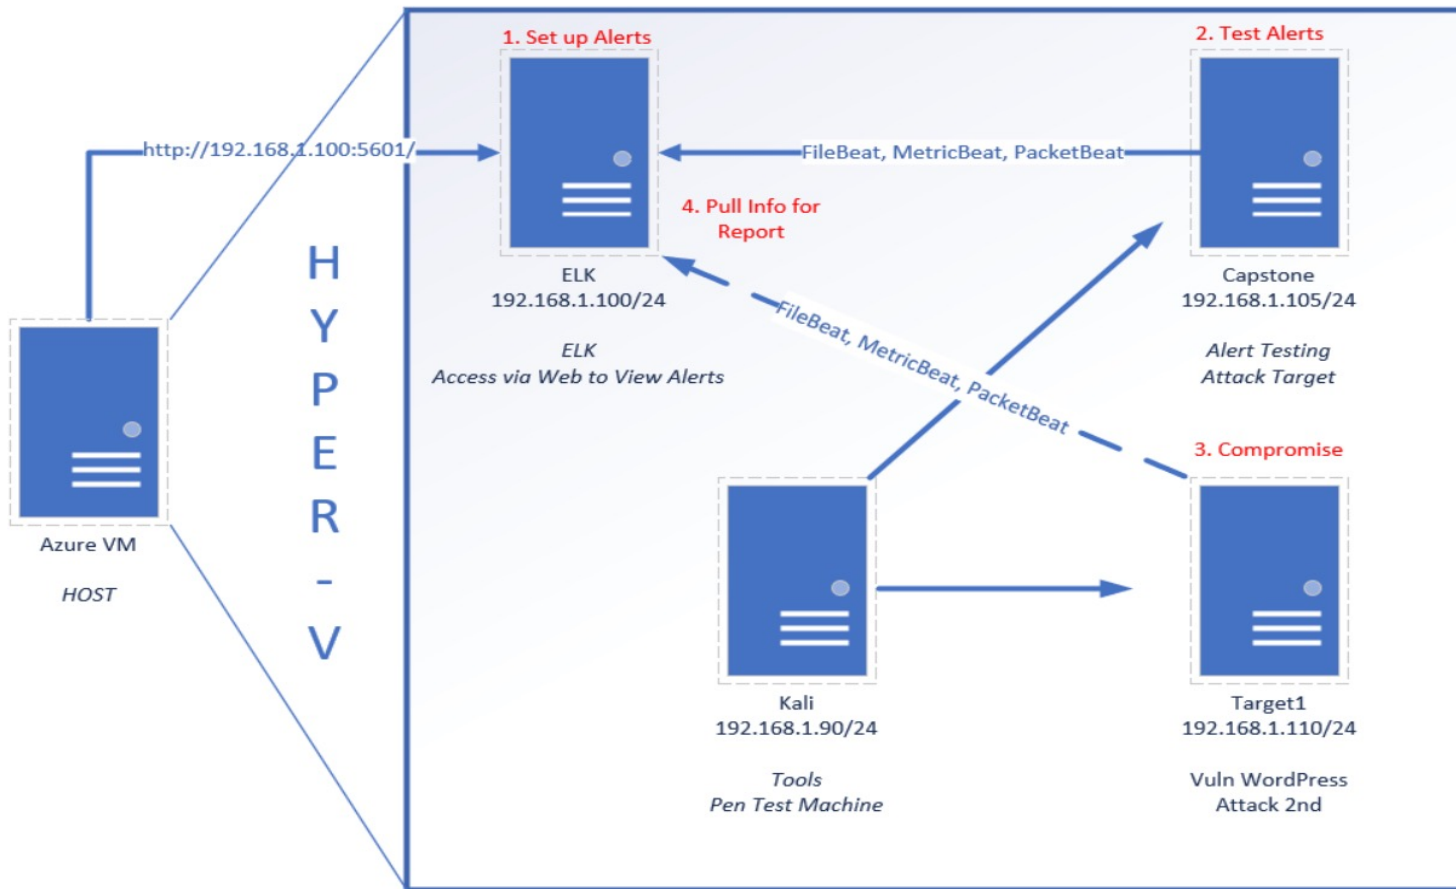 1. Set up Alerts
2. Test Alerts
http://192.168.1.100:5601/
FileBeat, MetricBeat, PacketBeat
4. Pull Info for
Report
H
Y
P
E
R
-
V
ELK
192.168.1.100/24
ELK
Access via Web to View Alerts
Capstone
192.168.1.105/24
Alert Testing
Attack Target
FileBeat, MetricBeat, PacketBeat
3. Compromise
Azure VM
HOST
Kali
192.168.1.90/24
Tools
Pen Test Machine
Target1
192.168.1.110/24
Vuln WordPress
Attack 2nd